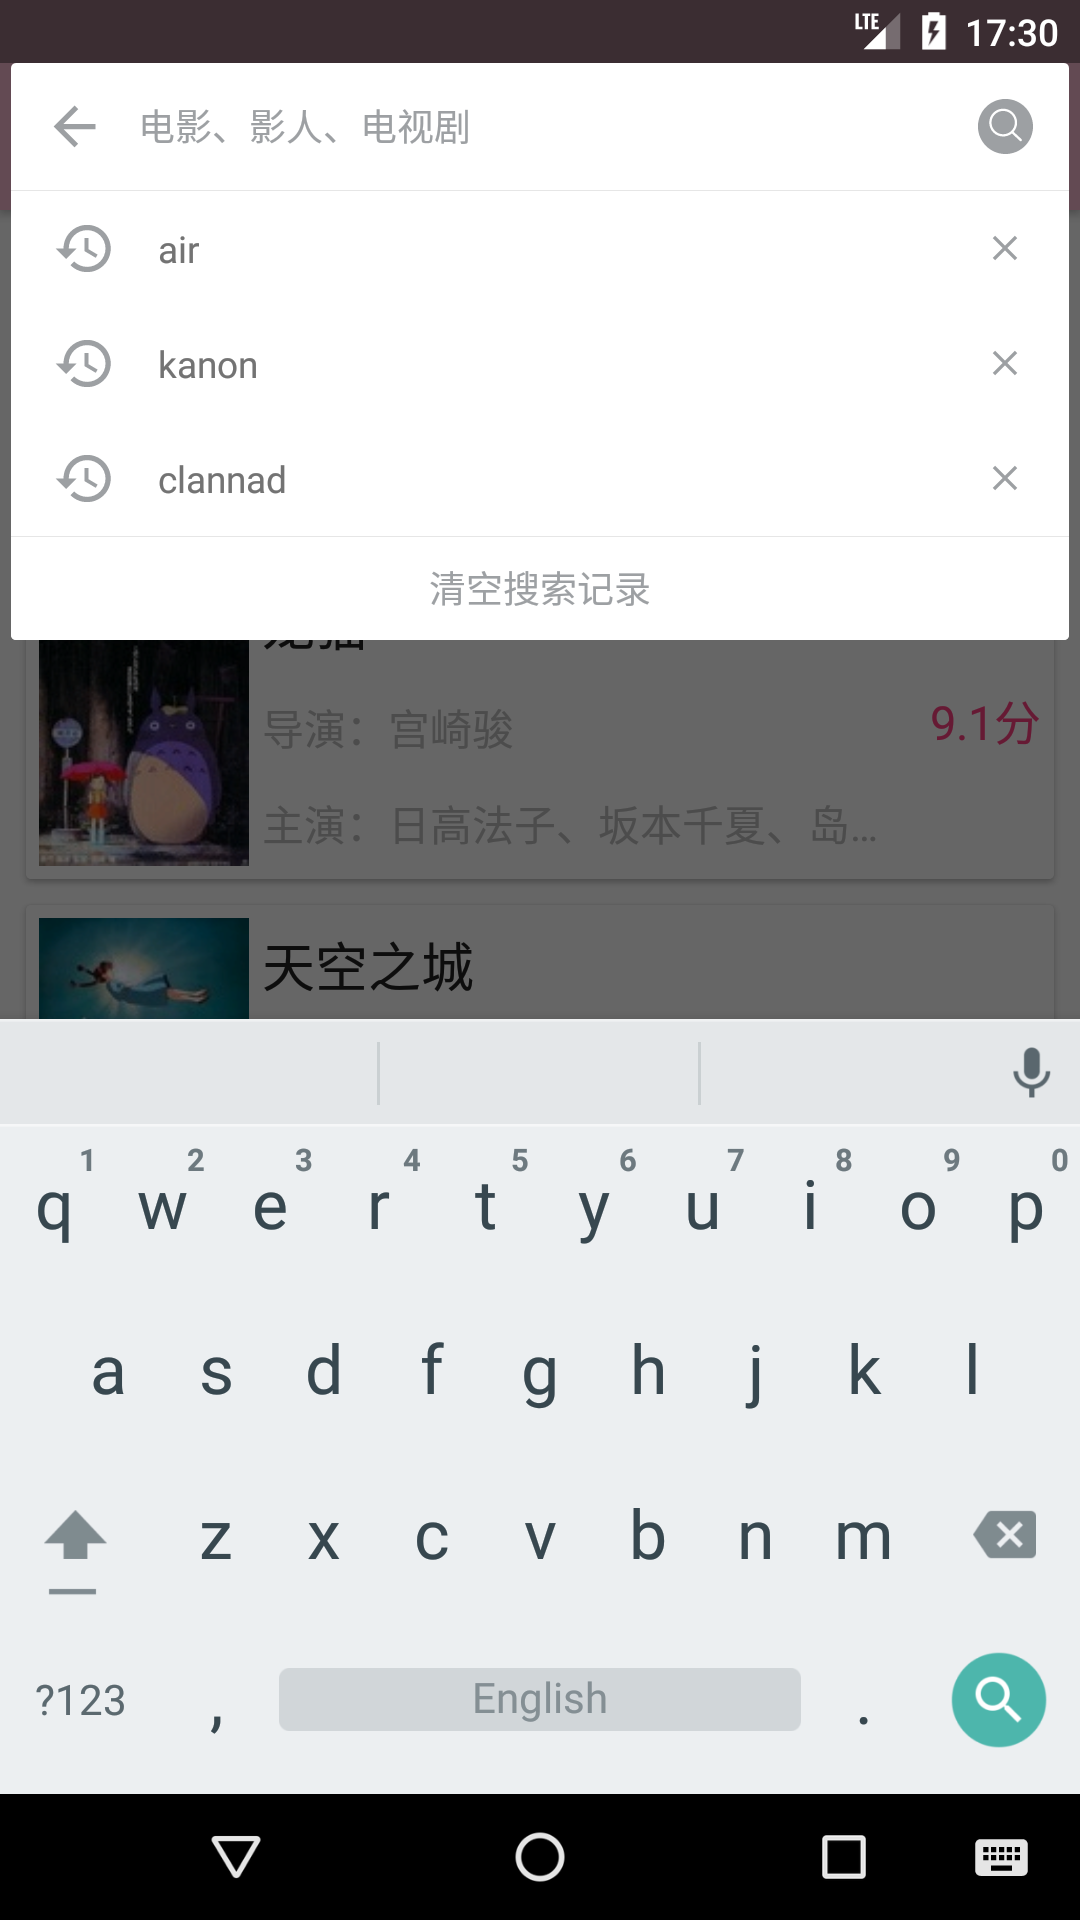 LTE 17:30
电影、影人、电视剧
air
kanon
clannad
清空搜索记录
导演：宫崎骏
9.1分
主演：日高法子、坂本千夏、岛...
天空之城
1 2 3 4 5 6 7 8 9 0
q w e r t y u i o p
a s d f g h j k l
z x c v b n m
?123 , English .